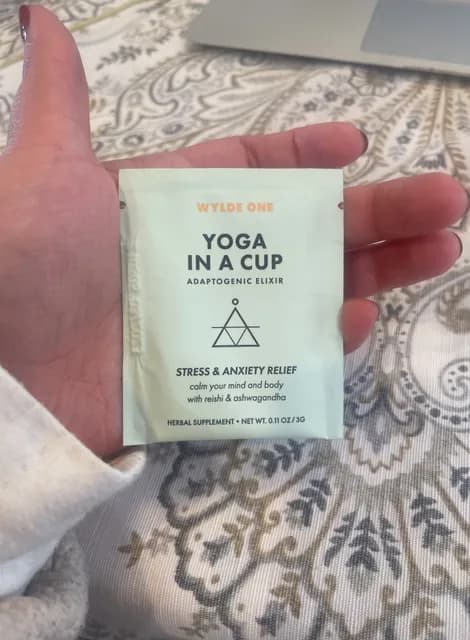 WYLDE ONE
YOGA
IN A CUP
ADAPTOGENIC ELIXIR
STRESS & ANXIETY RELIEF
calm your mind and body
with reishi & ashwagandha
HERBAL SUPPLEMENT • NET WT. 0.11 OZ / 3G